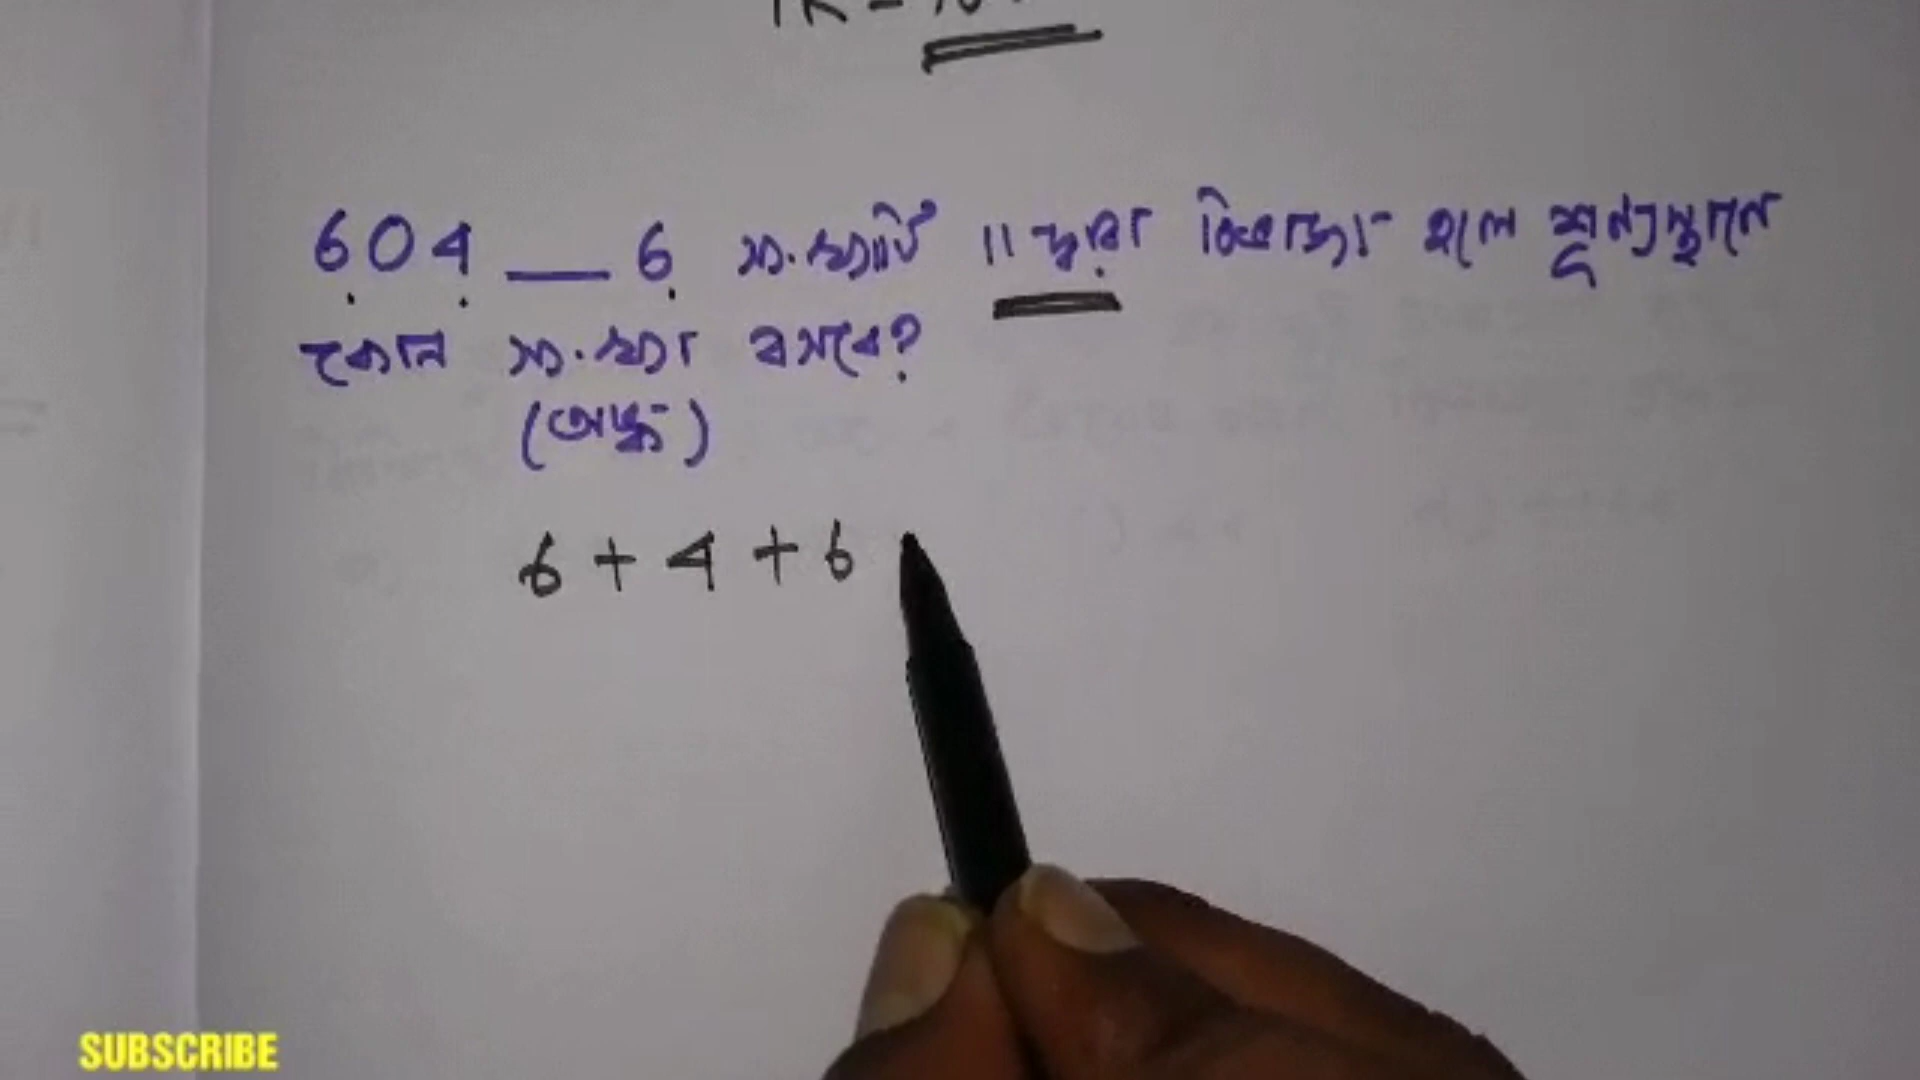 604 __ 6 সংখ্যাটি 11 দ্বারা বিভাজ্য হলে শূন্যস্থানে
কোন সংখ্যা বসবে?
(অঙ্ক)
6 + 4 + 6
SUBSCRIBE